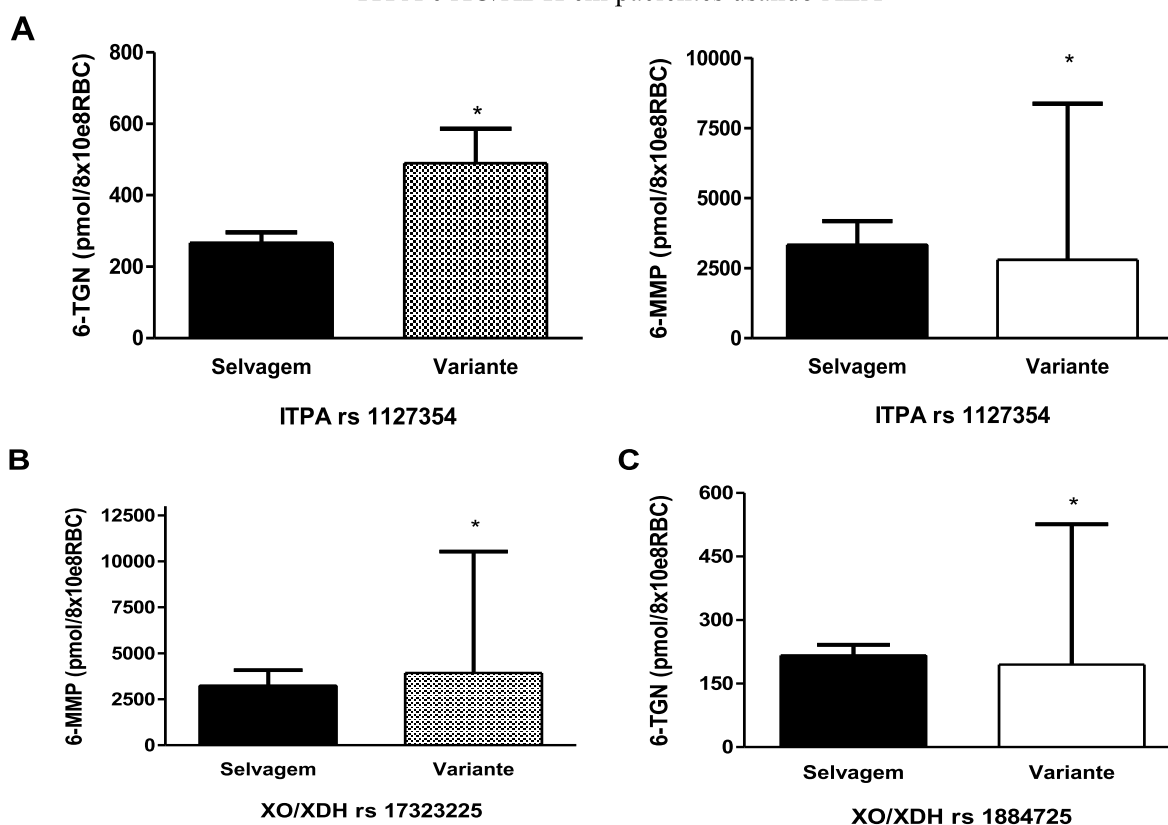 em pacientes usando
A
6-TGN (pmol/8x10e8RBC)
800
600
400
200
0
*
Selvagem
Variante
ITPA rs 1127354
6-MMP (pmol/8x10e8RBC)
10000
7500
5000
2500
0
*
Selvagem
Variante
ITPA rs 1127354
B
6-MMP (pmol/8x10e8RBC)
12500
10000
7500
5000
2500
0
*
Selvagem
Variante
XO/XDH rs 17323225
C
6-TGN (pmol/8x10e8RBC)
600
450
300
150
0
*
Selvagem
Variante
XO/XDH rs 1884725